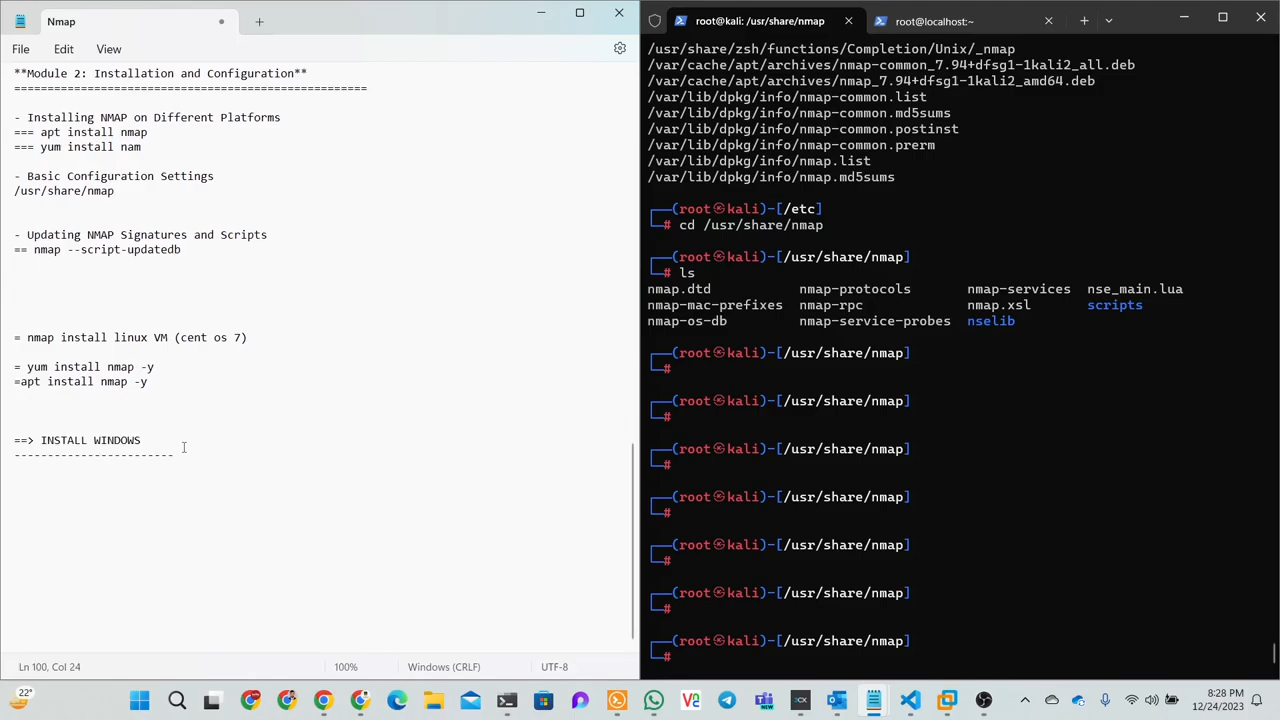 Nmap
File Edit View
**Module 2: Installation and Configuration**
=====================================================
- Installing NMAP on Different Platforms
=== apt install nmap
=== yum install nam
- Basic Configuration Settings
/usr/share/nmap
- Updating NMAP Signatures and Scripts
== nmap --script-updatedb
= nmap install linux VM (cent os 7)
= yum install nmap -y
=apt install nmap -y
==> INSTALL WINDOWS
------------------------
Ln 100, Col 24 100% Windows (CRLF) UTF-8
root@kali: /usr/share/nmap root@localhost:~
/usr/share/zsh/functions/Completion/Unix/_nmap
/var/cache/apt/archives/nmap-common_7.94+dfsg1-1kali2_all.deb
/var/cache/apt/archives/nmap_7.94+dfsg1-1kali2_amd64.deb
/var/lib/dpkg/info/nmap-common.list
/var/lib/dpkg/info/nmap-common.md5sums
/var/lib/dpkg/info/nmap-common.postinst
/var/lib/dpkg/info/nmap-common.prerm
/var/lib/dpkg/info/nmap.list
/var/lib/dpkg/info/nmap.md5sums
┌──(root㉿kali)-[/etc]
└─# cd /usr/share/nmap
┌──(root㉿kali)-[/usr/share/nmap]
└─# ls
nmap.dtd nmap-protocols nmap-services nse_main.lua
nmap-mac-prefixes nmap-rpc nmap.xsl scripts
nmap-os-db nmap-service-probes nselib
┌──(root㉿kali)-[/usr/share/nmap]
└─#
┌──(root㉿kali)-[/usr/share/nmap]
└─#
┌──(root㉿kali)-[/usr/share/nmap]
└─#
┌──(root㉿kali)-[/usr/share/nmap]
└─#
┌──(root㉿kali)-[/usr/share/nmap]
└─#
┌──(root㉿kali)-[/usr/share/nmap]
└─#
┌──(root㉿kali)-[/usr/share/nmap]
└─#
22°
8:28 PM
12/24/2023